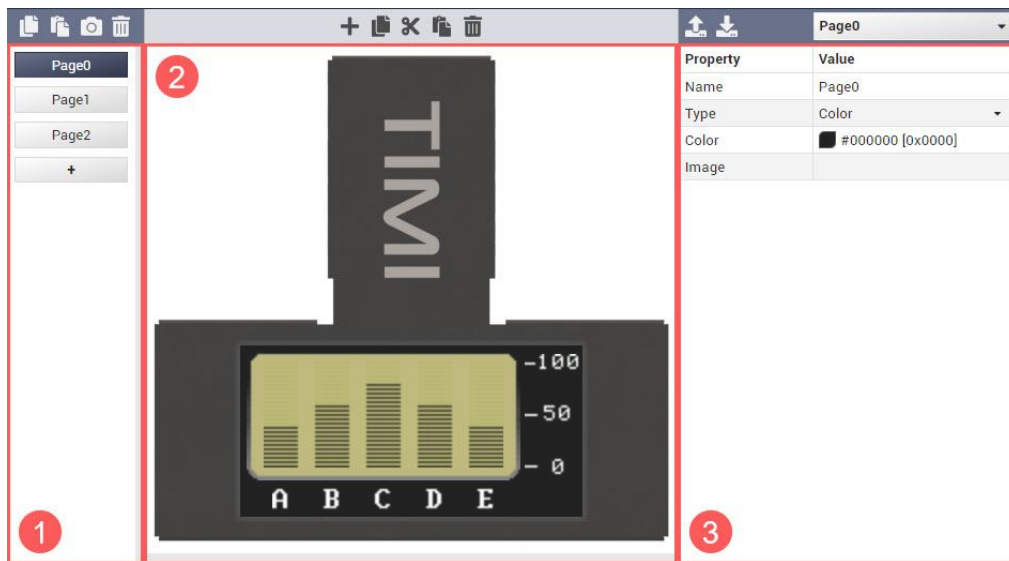 Page0
Page0
Page1
Page2
+
1
2
TIMI
-100
-50
- 0
A B C D E
Property Value
Name Page0
Type Color
Color #000000 [0x0000]
Image
3